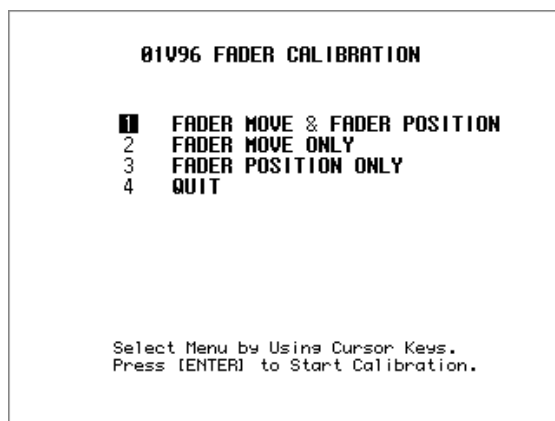 01V96 FADER CALIBRATION
1 FADER MOVE & FADER POSITION
2 FADER MOVE ONLY
3 FADER POSITION ONLY
4 QUIT
Select Menu by Using Cursor Keys.
Press [ENTER] to Start Calibration.